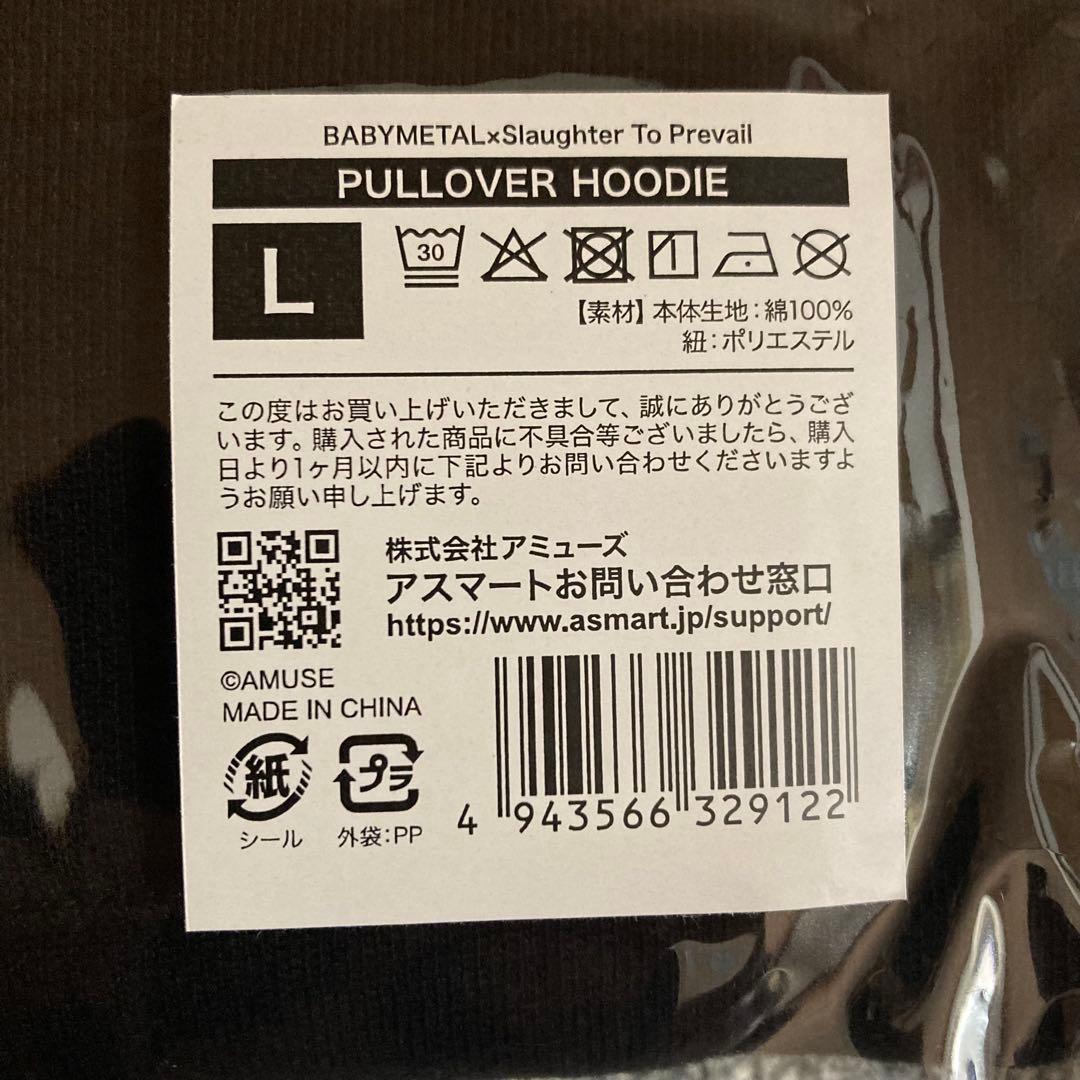 BABYMETAL×Slaughter To Prevail
PULLOVER HOODIE
L
30
【素材】本体生地：綿100%
紐：ポリエステル
この度はお買い上げいただきまして、誠にありがとうござ
います。購入された商品に不具合等ございましたら、購入
日より1ヶ月以内に下記よりお問い合わせくださいますよ
うお願い申し上げます。
株式会社アミューズ
アスマートお問い合わせ窓口
https://www.asmart.jp/support/
©AMUSE
MADE IN CHINA
紙
プラ
シール
外袋：PP
4 943566 329122